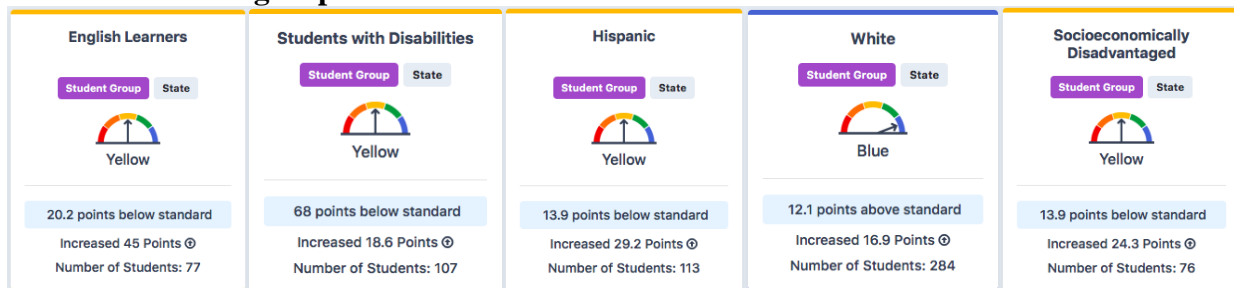 English Learners
Student Group State
Yellow
20.2 points below standard
Increased 45 Points
Number of Students: 77
Students with Disabilities
Student Group State
Yellow
68 points below standard
Increased 18.6 Points
Number of Students: 107
Hispanic
Student Group State
Yellow
13.9 points below standard
Increased 29.2 Points
Number of Students: 113
White
Student Group State
Blue
12.1 points above standard
Increased 16.9 Points
Number of Students: 284
Socioeconomically
Disadvantaged
Student Group State
Yellow
13.9 points below standard
Increased 24.3 Points
Number of Students: 76